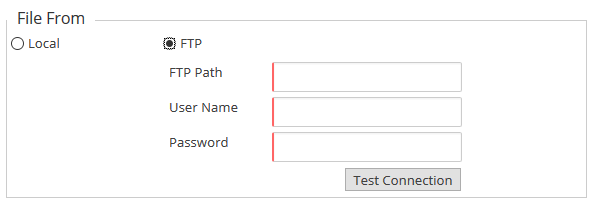 File From
Local FTP
FTP Path
User Name
Password
Test Connection